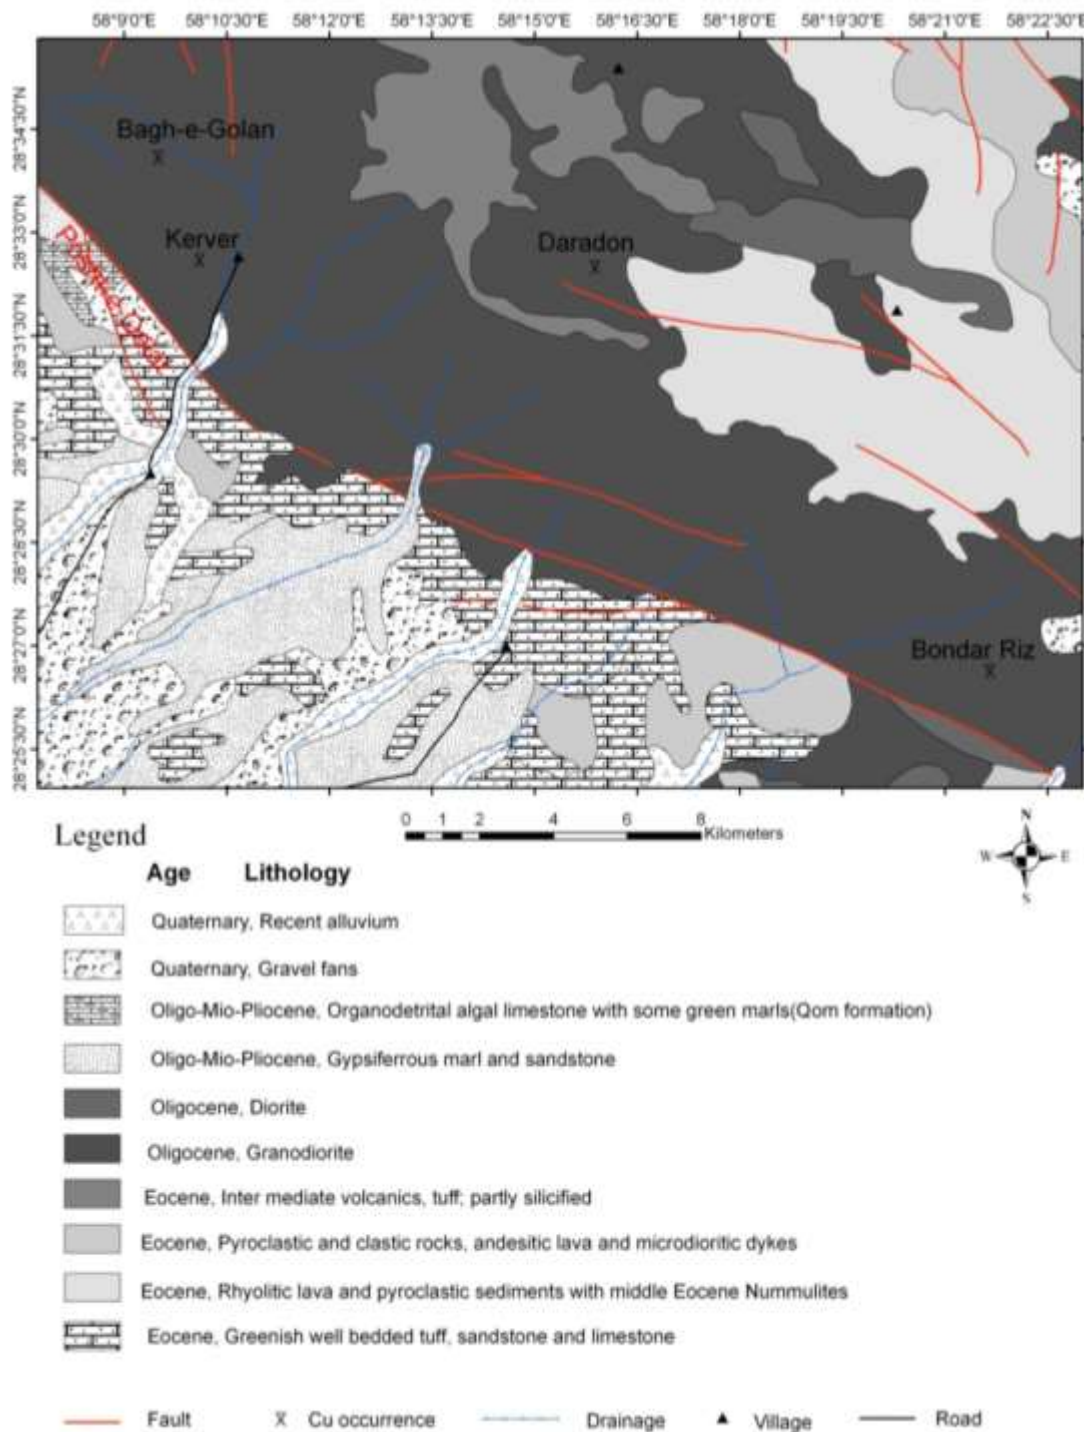 58°9'0"E 58°10'30"E 58°12'0"E 58°13'30"E 58°15'0"E 58°16'30"E 58°18'0"E 58°19'30"E 58°21'0"E 58°22'30"E
28°34'30"N
28°33'0"N
28°31'30"N
28°30'0"N
28°28'30"N
28°27'0"N
28°25'30"N
Bagh-e-Golan
Kerver
Daradon
Bondar Riz
Legend
0 1 2 4 6 8
Kilometers
N
W E
S
Age Lithology
Quaternary, Recent alluvium
Quaternary, Gravel fans
Oligo-Mio-Pliocene, Organodetrital algal limestone with some green marls(Qom formation)
Oligo-Mio-Pliocene, Gypsiferrous marl and sandstone
Oligocene, Diorite
Oligocene, Granodiorite
Eocene, Inter mediate volcanics, tuff; partly silicified
Eocene, Pyroclastic and clastic rocks, andesitic lava and microdioritic dykes
Eocene, Rhyolitic lava and pyroclastic sediments with middle Eocene Nummulites
Eocene, Greenish well bedded tuff, sandstone and limestone
Fault Cu occurrence Drainage Village Road